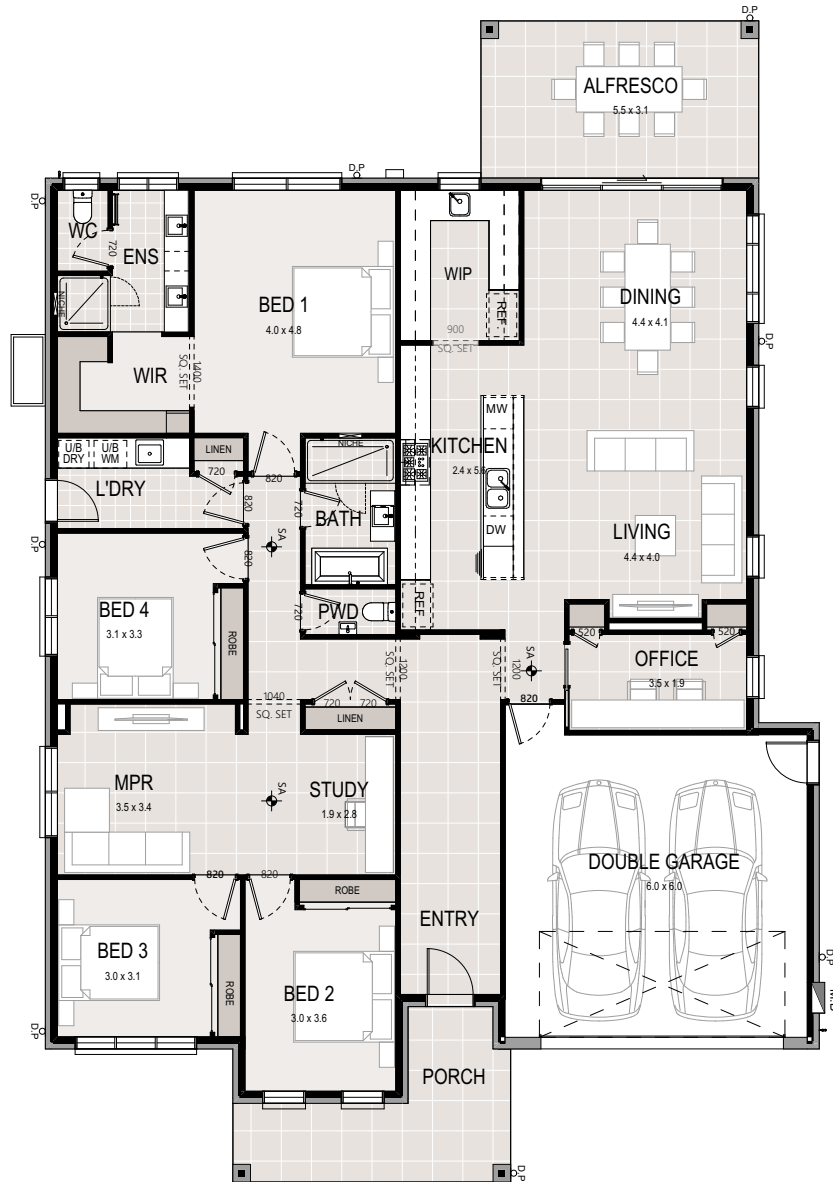 D.P
ALFRESCO
5.5 x 3.1
D.P
D.P
WC
720
ENS
BED 1
4.0 x 4.8
WIP
REF.
900
SQ. SET
DINING
4.4 x 4.1
D.P
NICHE
WIR
SQ. SET
1400
MW
KITCHEN
2.4 x 5.6
DW
REF
U/B
DRY
U/B
WM
LINEN
720
820
NICHE
L'DRY
820
720
BATH
LIVING
4.4 x 4.0
D.P
SA
820
BED 4
3.1 x 3.3
ROBE
720
PWD
520
520
OFFICE
3.5 x 1.9
SQ. SET
1200
SQ. SET
1200
SA
820
1040
SQ. SET
720
720
LINEN
MPR
3.5 x 3.4
SA
STUDY
1.9 x 2.8
DOUBLE GARAGE
6.0 x 6.0
820
820
ROBE
ENTRY
BED 3
3.0 x 3.1
ROBE
BED 2
3.0 x 3.6
D.P
D.P
PORCH
D.P